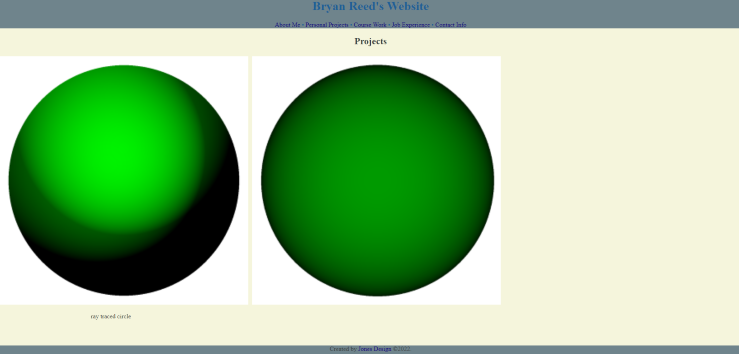 Bryan Reed's Website
About Me - Personal Projects - Course Work - Job Experience - Contact Info
Projects
my traced circle
Created by Jones Design ©2022